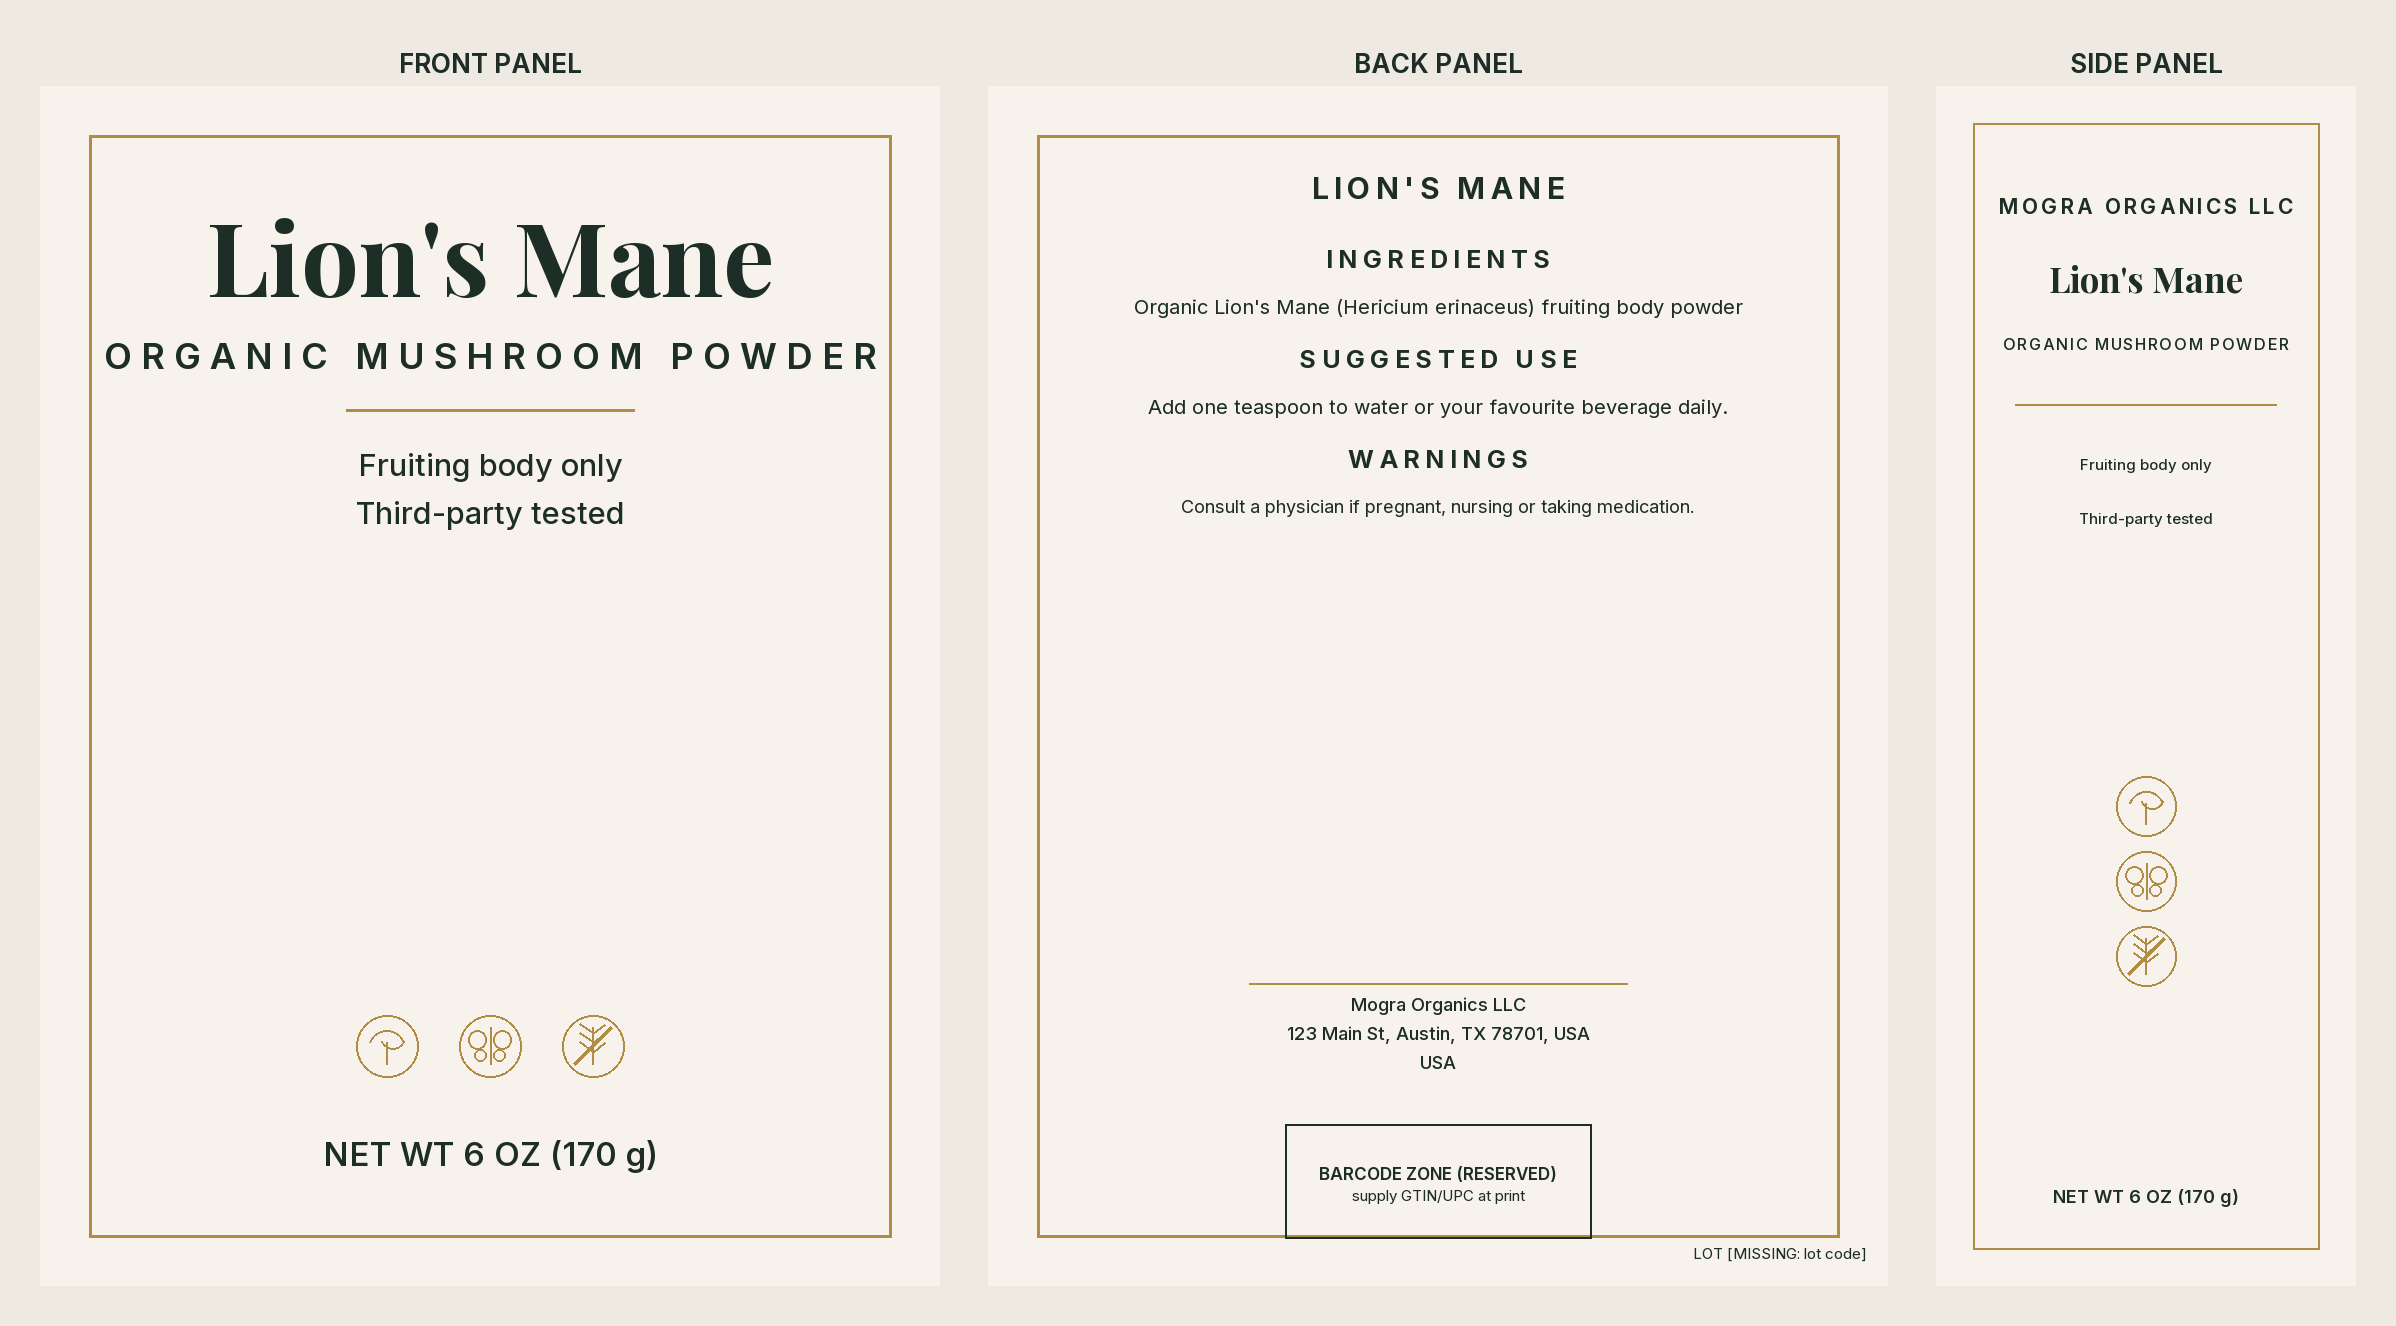 FRONT PANEL
Lion's Mane
ORGANIC MUSHROOM POWDER
Fruiting body only
Third-party tested
NET WT 6 OZ (170 g)
BACK PANEL
LION'S MANE
INGREDIENTS
Organic Lion's Mane (Hericium erinaceus) fruiting body powder
SUGGESTED USE
Add one teaspoon to water or your favourite beverage daily.
WARNINGS
Consult a physician if pregnant, nursing or taking medication.
Mogra Organics LLC
123 Main St, Austin, TX 78701, USA
USA
BARCODE ZONE (RESERVED)
supply GTIN/UPC at print
LOT [MISSING: lot code]
SIDE PANEL
MOGRA ORGANICS LLC
Lion's Mane
ORGANIC MUSHROOM POWDER
Fruiting body only
Third-party tested
NET WT 6 OZ (170 g)